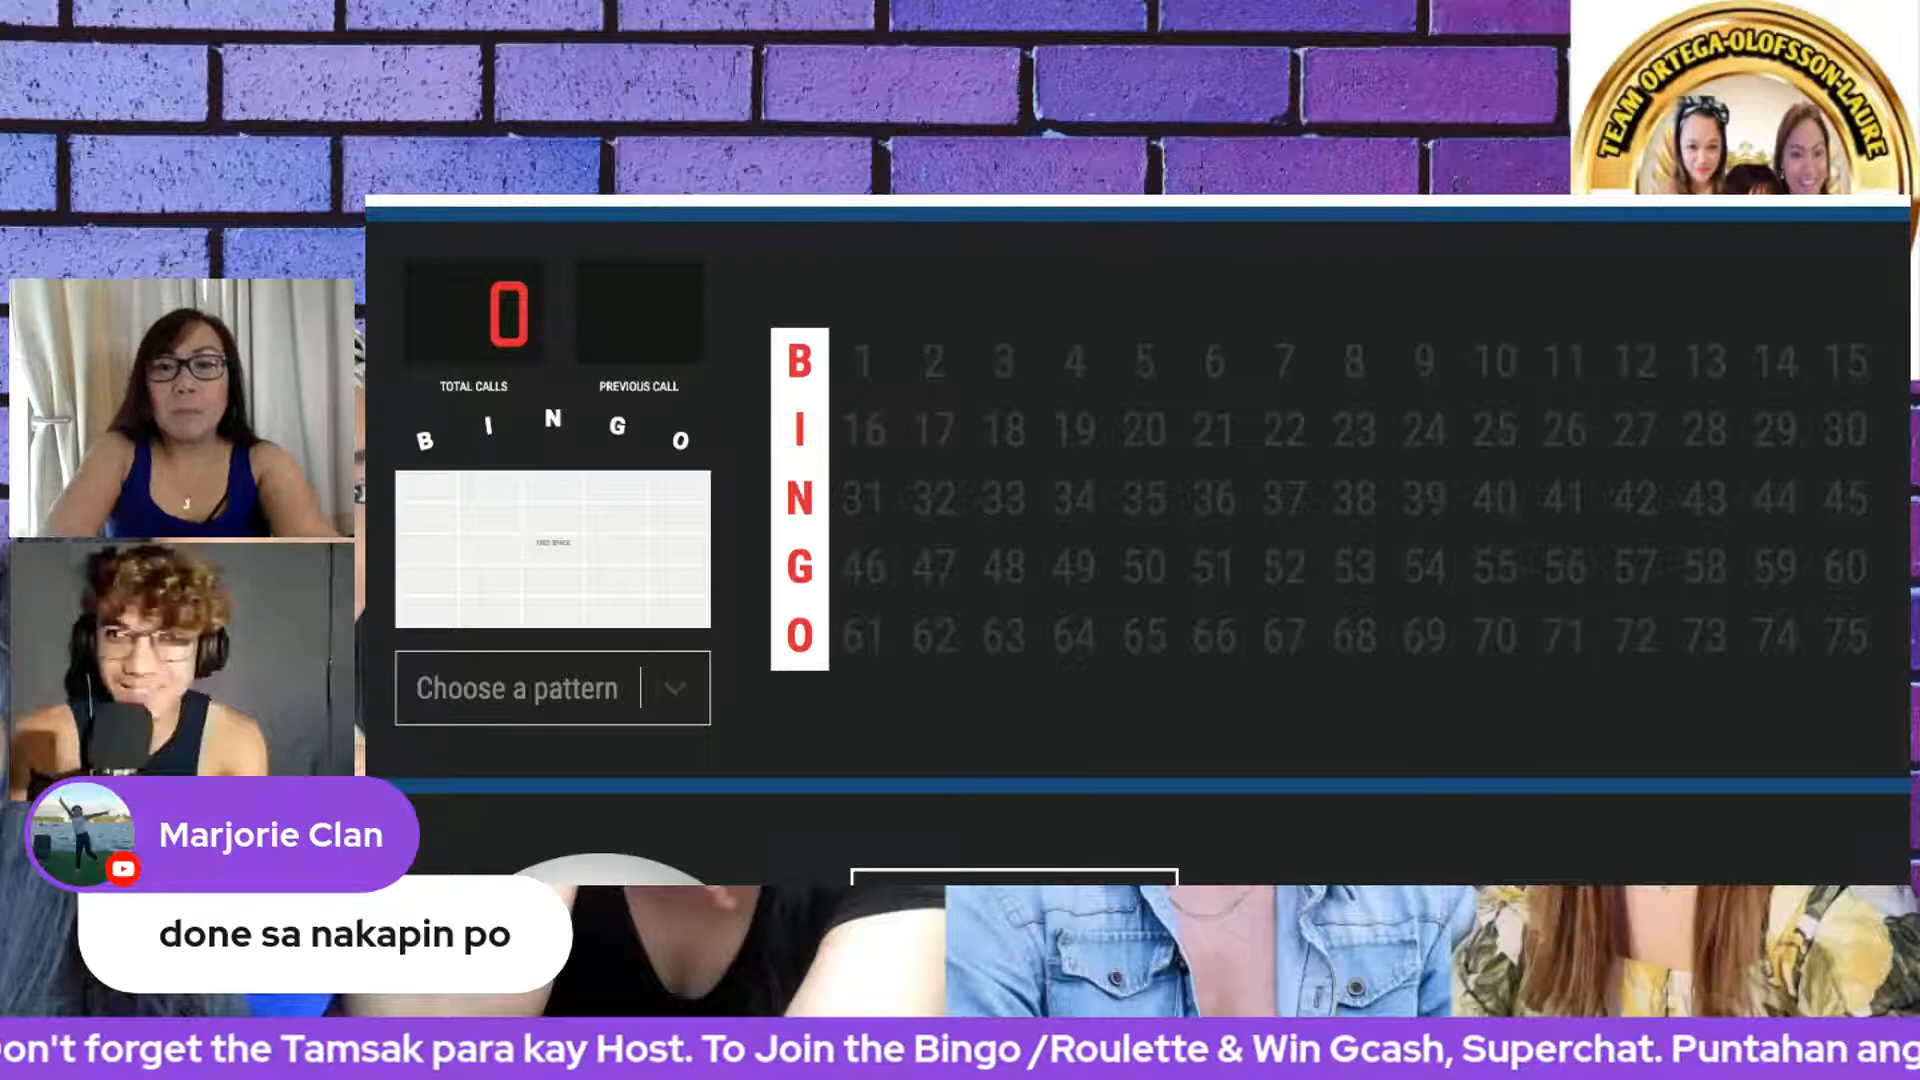 TEAM ORTEGA-OLOFSSON-LAURE
0
TOTAL CALLS
PREVIOUS CALL
B I N G O
FREE SPACE
Choose a pattern
B 1 2 3 4 5 6 7 8 9 10 11 12 13 14 15
I 16 17 18 19 20 21 22 23 24 25 26 27 28 29 30
N 31 32 33 34 35 36 37 38 39 40 41 42 43 44 45
G 46 47 48 49 50 51 52 53 54 55 56 57 58 59 60
O 61 62 63 64 65 66 67 68 69 70 71 72 73 74 75
Marjorie Clan
done sa nakapin po
on't forget the Tamsak para kay Host. To Join the Bingo /Roulette & Win Gcash, Superchat. Puntahan ang